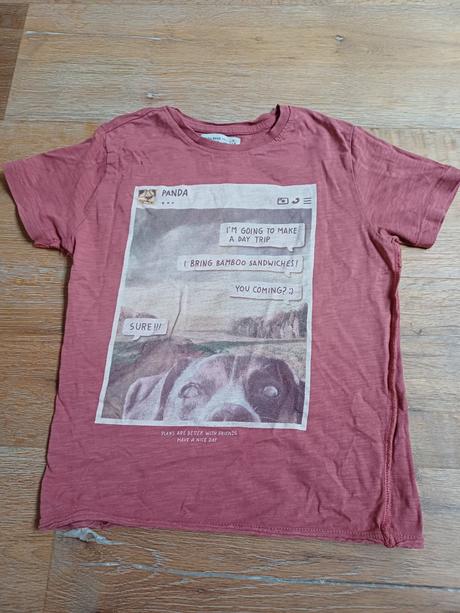 PANDA
I'M GOING TO MAKE
A DAY TRIP
I BRING BAMBOO SANDWICHES!
YOU COMING? :)
SURE!!!
PLANS ARE BETTER WITH FRIENDS
HAVE A NICE DAY